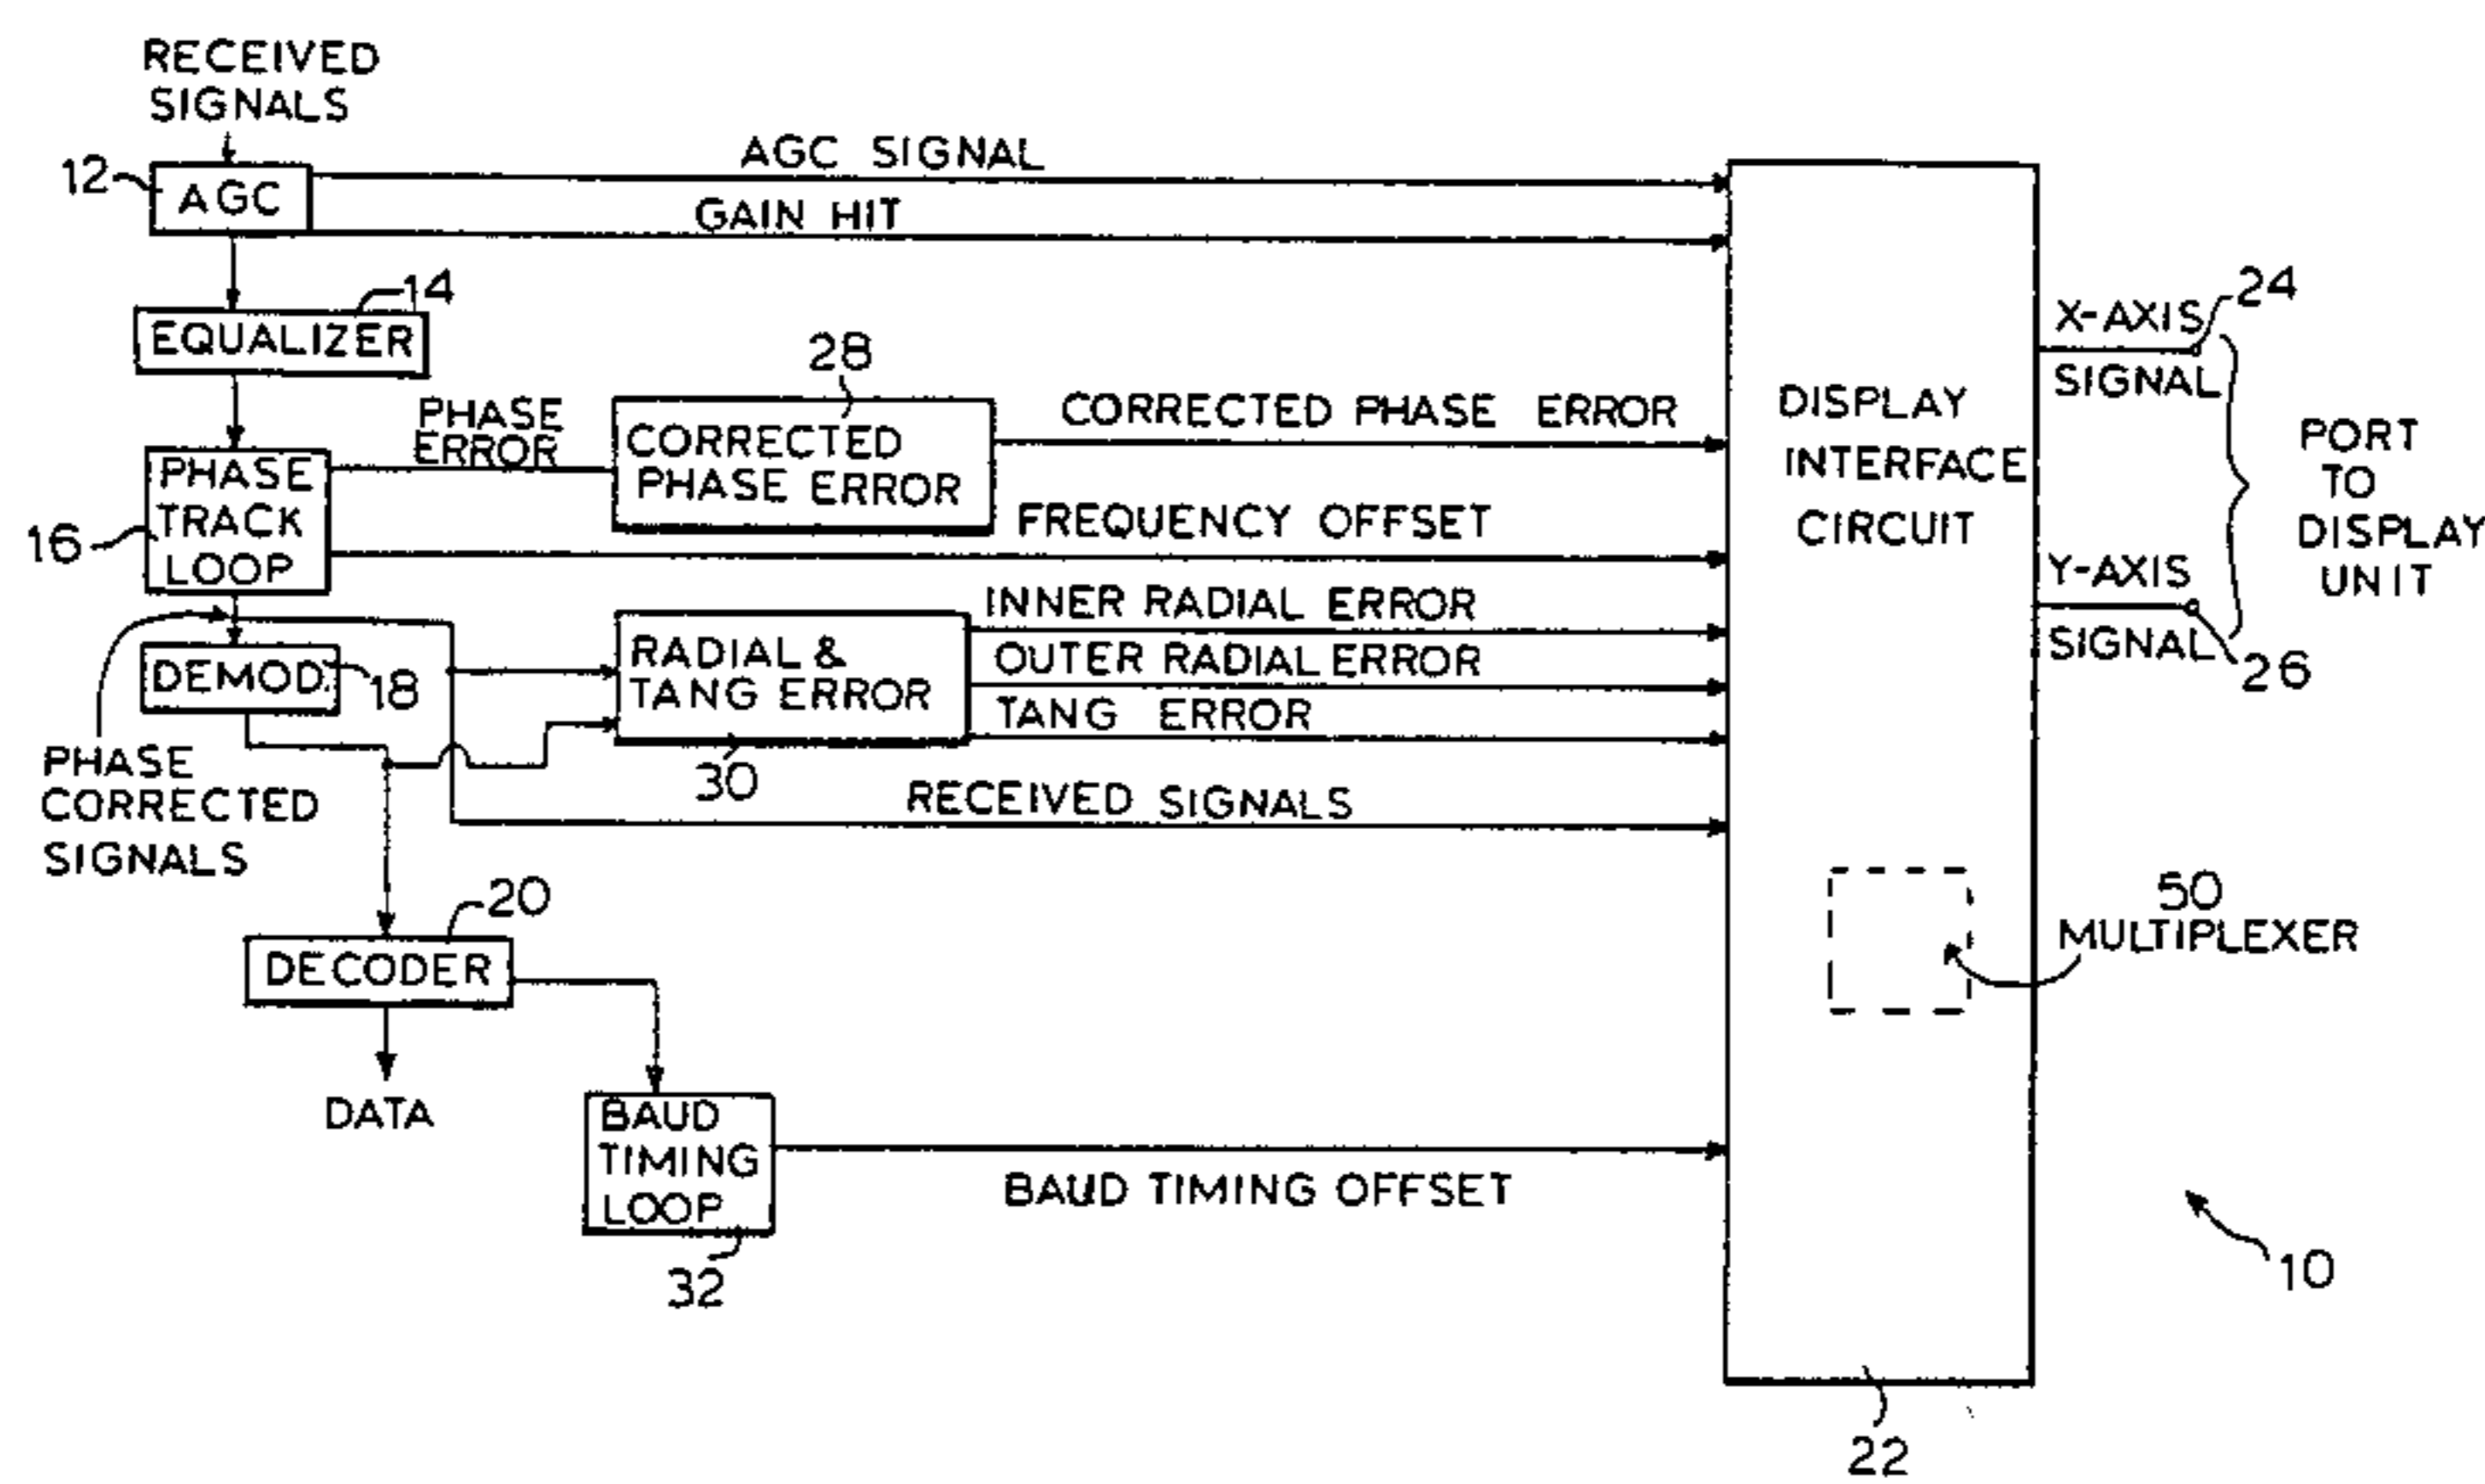 RECEIVED
SIGNALS
12
AGC
AGC SIGNAL
GAIN HIT
14
EQUALIZER
28
PHASE
ERROR
CORRECTED
PHASE ERROR
CORRECTED PHASE ERROR
16
PHASE
TRACK
LOOP
FREQUENCY OFFSET
DEMOD
18
RADIAL &
TANG ERROR
30
INNER RADIAL ERROR
OUTER RADIAL ERROR
TANG ERROR
PHASE
CORRECTED
SIGNALS
RECEIVED SIGNALS
20
DECODER
DATA
BAUD
TIMING
LOOP
32
BAUD TIMING OFFSET
DISPLAY
INTERFACE
CIRCUIT
22
X-AXIS
SIGNAL
24
Y-AXIS
SIGNAL
26
PORT
TO
DISPLAY
UNIT
50
MULTIPLEXER
10